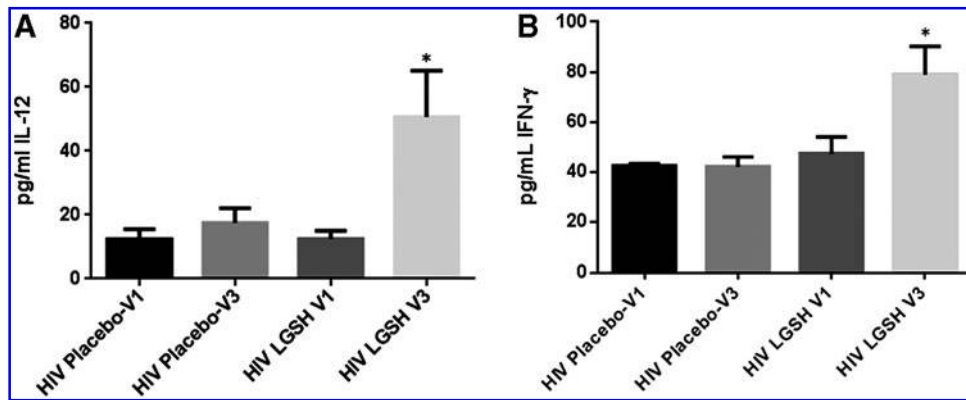 A
pg/ml IL-12
80
60
40
20
0
*
HIV Placebo-V1
HIV Placebo-V3
HIV LGSH V1
HIV LGSH V3
B
pg/mL IFN-γ
100
80
60
40
20
0
*
HIV Placebo-V1
HIV Placebo-V3
HIV LGSH V1
HIV LGSH V3